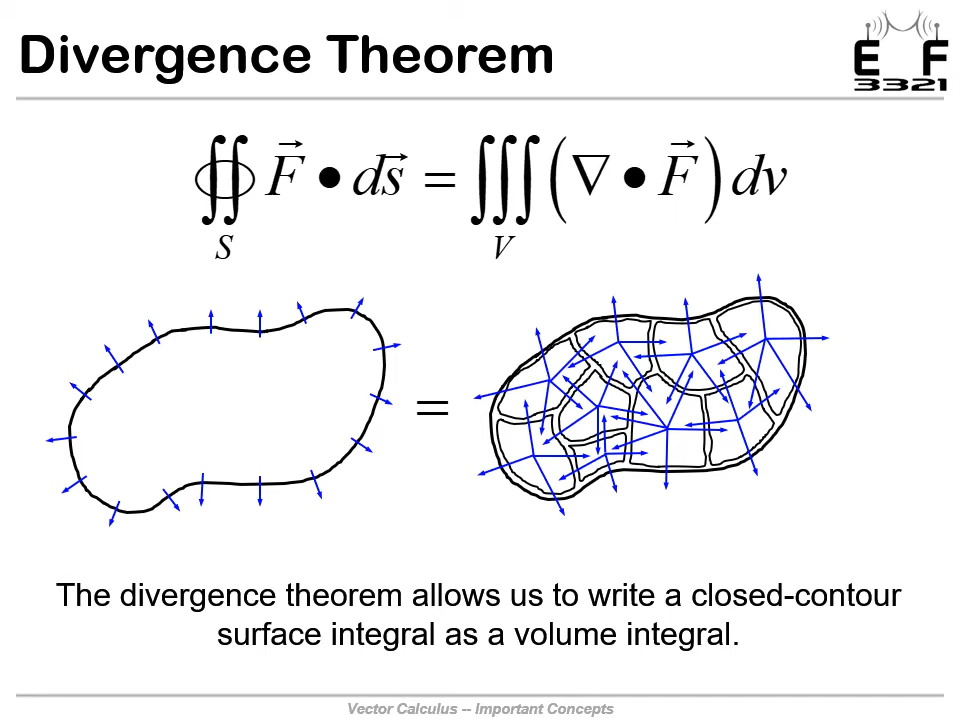 Divergence Theorem
E F
3321
∯ F⃗ • ds⃗ = ∭ (∇ • F⃗) dv
S V
=
The divergence theorem allows us to write a closed-contour
surface integral as a volume integral.
Vector Calculus -- Important Concepts